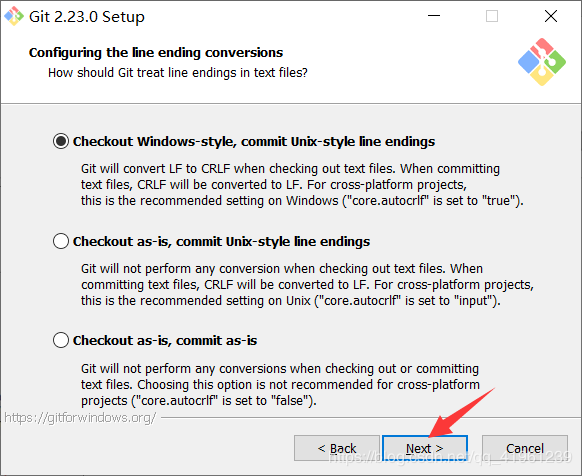 Git 2.23.0 Setup
Configuring the line ending conversions
How should Git treat line endings in text files?
Checkout Windows-style, commit Unix-style line endings
Git will convert LF to CRLF when checking out text files. When committing
text files, CRLF will be converted to LF. For cross-platform projects,
this is the recommended setting on Windows ("core.autocrlf" is set to "true").
Checkout as-is, commit Unix-style line endings
Git will not perform any conversion when checking out text files. When
committing text files, CRLF will be converted to LF. For cross-platform projects,
this is the recommended setting on Unix ("core.autocrlf" is set to "input").
Checkout as-is, commit as-is
Git will not perform any conversions when checking out or committing
text files. Choosing this option is not recommended for cross-platform
projects ("core.autocrlf" is set to "false").
https://gitforwindows.org/
< Back Next > Cancel